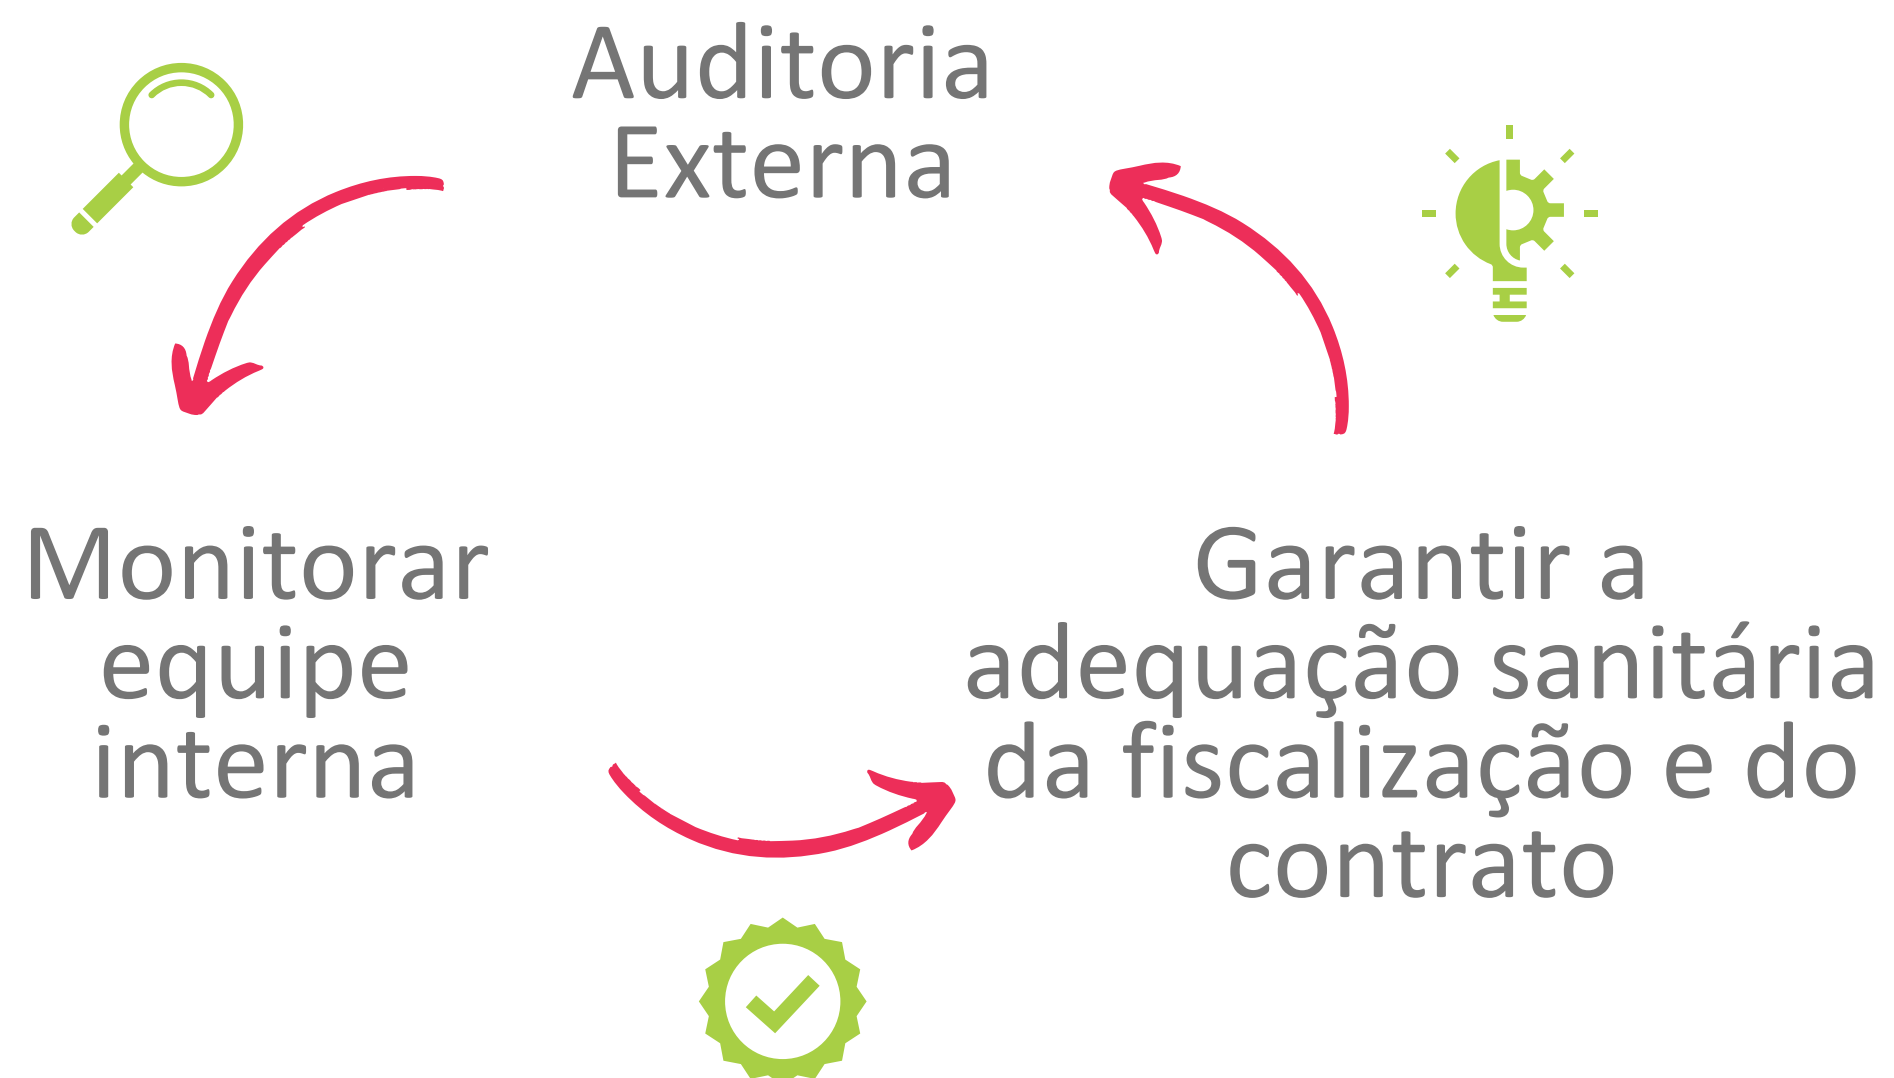 Auditoria
Externa
Monitorar
equipe
interna
Garantir a
adequação sanitária
da fiscalização e do
contrato